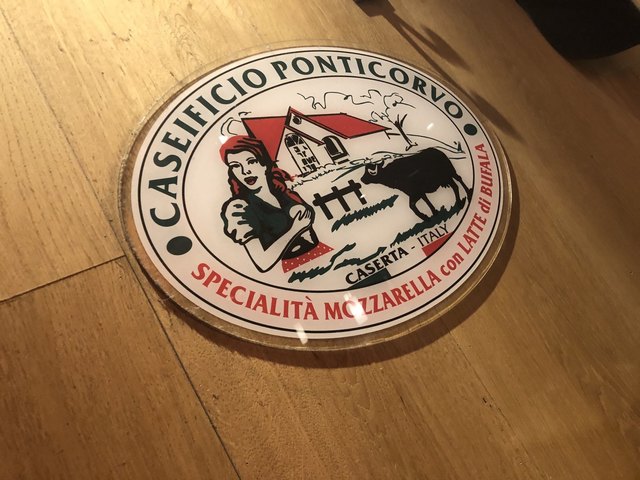 CASEIFICIO PONTICORVO
CASERTA - ITALY
SPECIALITÀ MOZZARELLA con LATTE di BUFALA